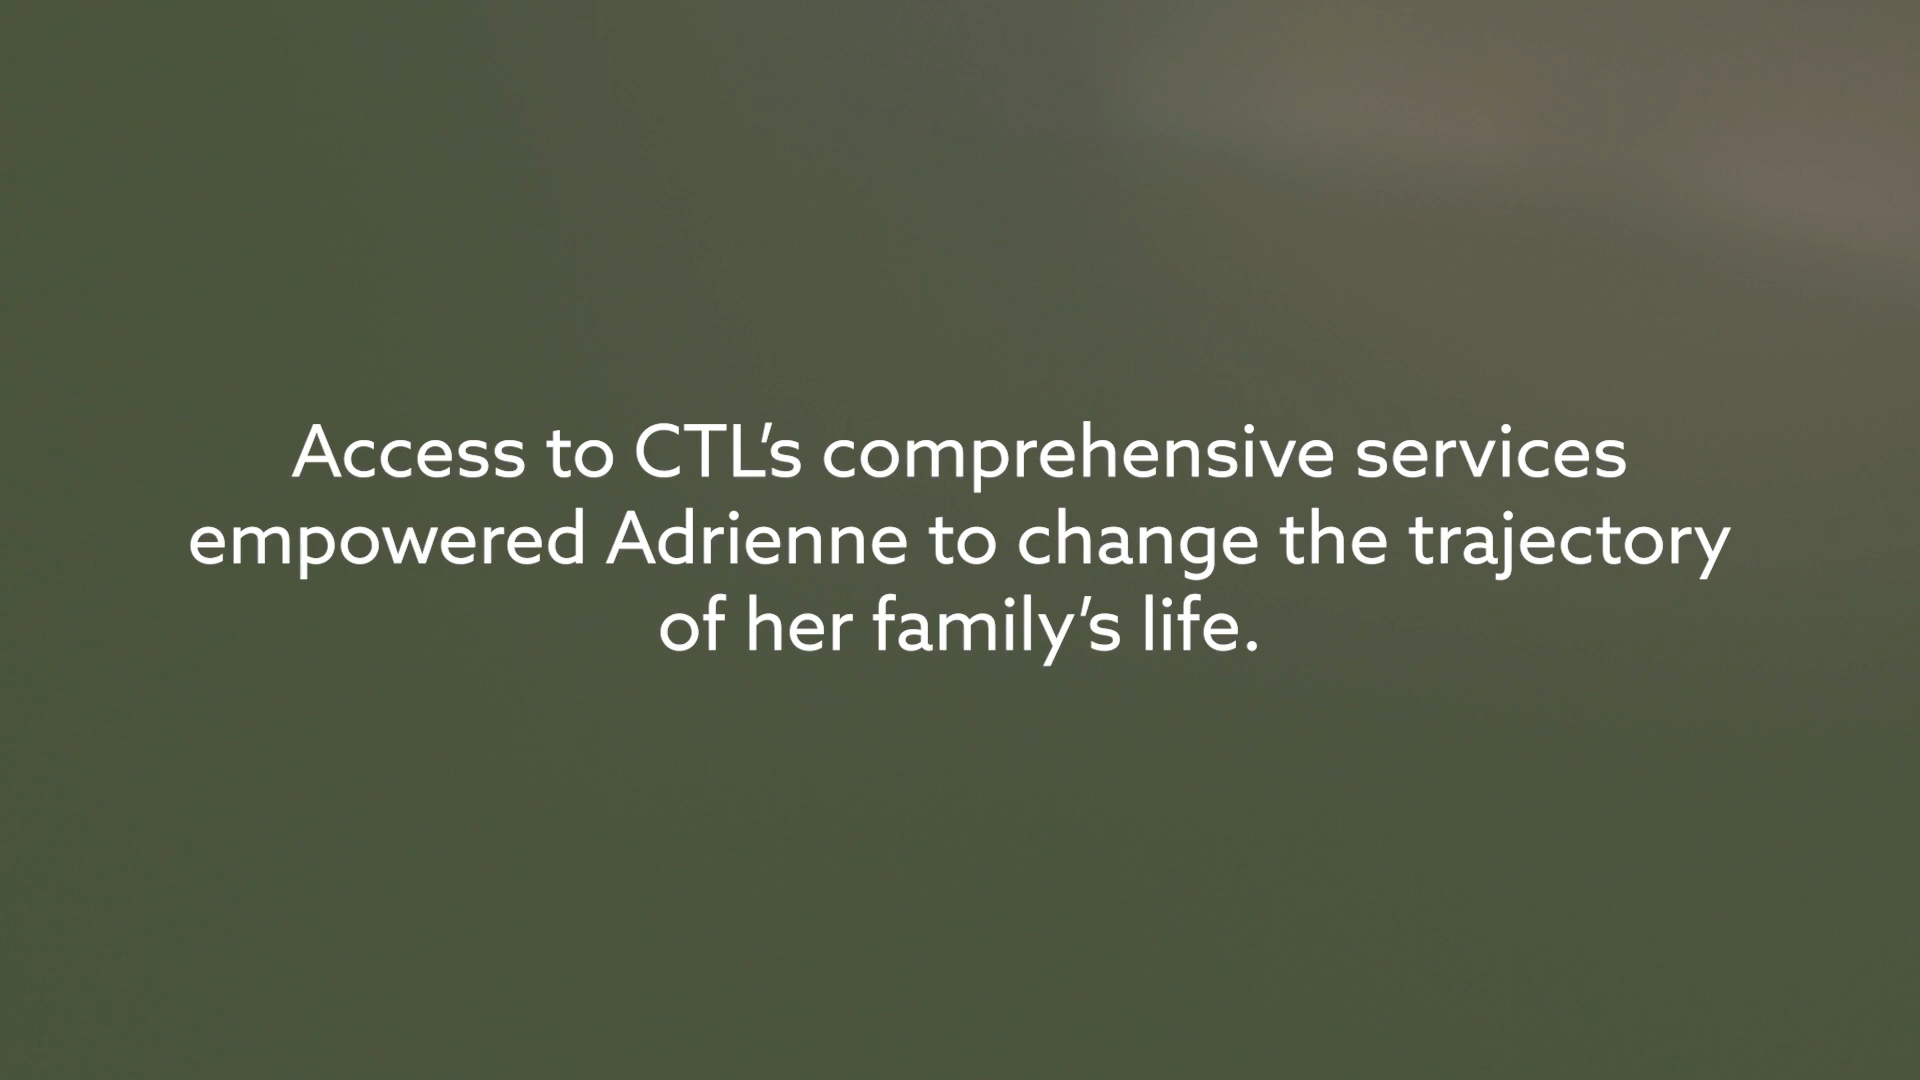 Access to CTL’s comprehensive services
empowered Adrienne to change the trajectory
of her family’s life.